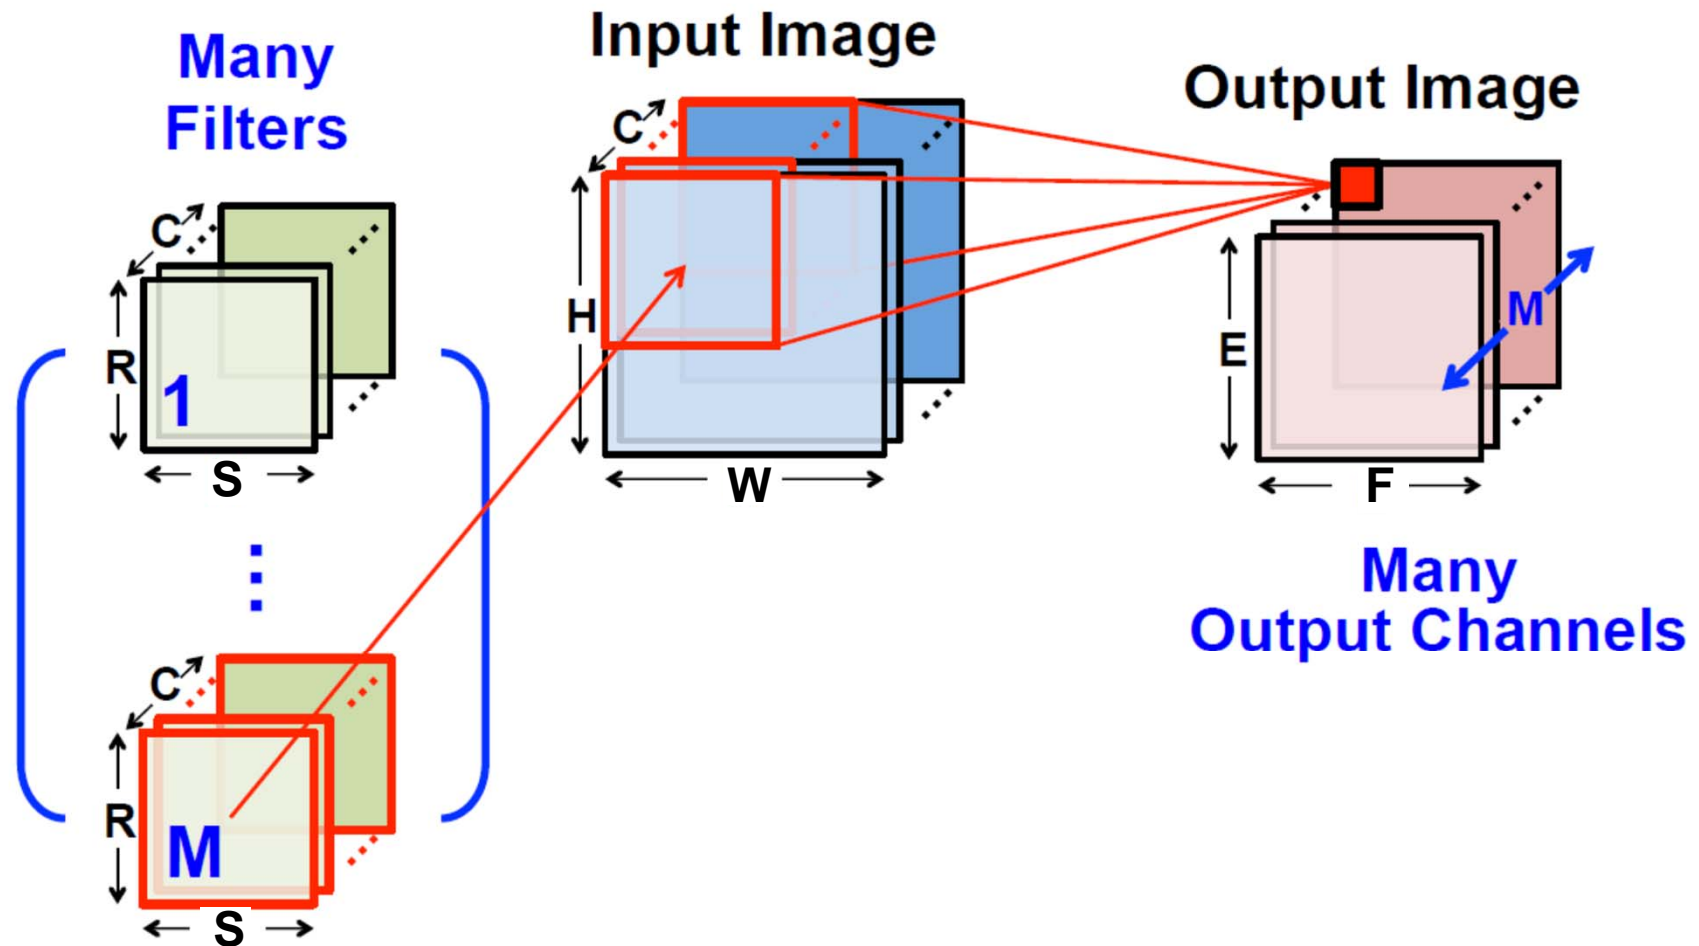 Many
Filters
C
R
1
S
C
R
M
S
Input Image
C
H
W
Output Image
E
M
F
Many
Output Channels